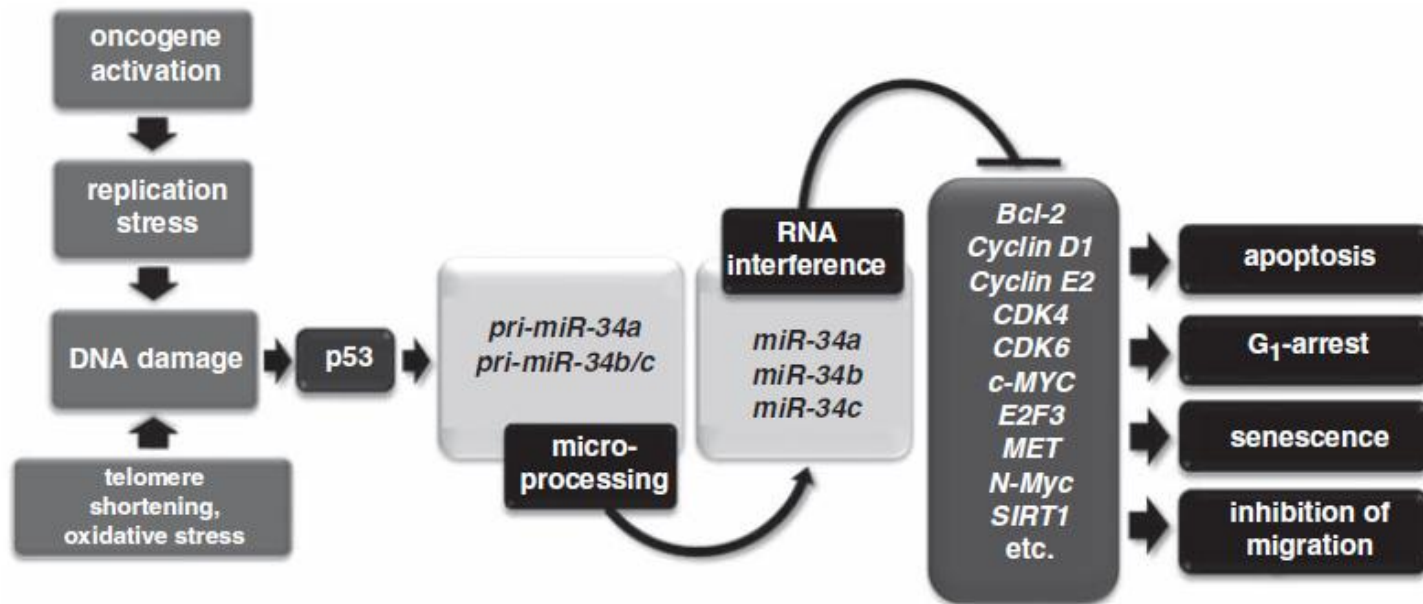 oncogene
activation
replication
stress
DNA damage
telomere
shortening,
oxidative stress
p53
pri-miR-34a
pri-miR-34b/c
micro-
processing
RNA
interference
miR-34a
miR-34b
miR-34c
Bcl-2
Cyclin D1
Cyclin E2
CDK4
CDK6
c-MYC
E2F3
MET
N-Myc
SIRT1
etc.
apoptosis
G₁-arrest
senescence
inhibition of
migration